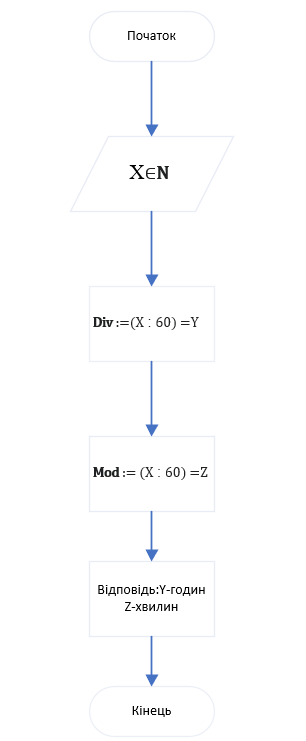 Початок
X∈N
Div :=(X : 60) =Y
Mod := (X : 60) =Z
Відповідь:Y-годин
Z-хвилин
Кінець